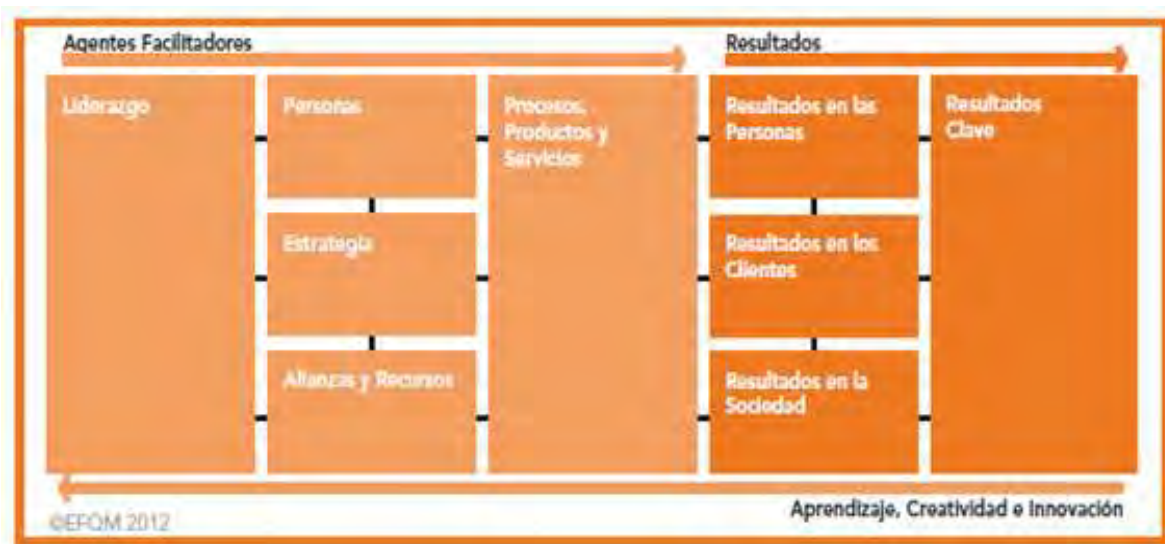 Agentes Facilitadores
Resultados
Liderazgo
Personas
Procesos,
Productos y
Servicios
Resultados en las
Personas
Resultados
Clave
Estrategia
Resultados en los
Clientes
Alianzas y Recursos
Resultados en la
Sociedad
©EFQM 2012
Aprendizaje, Creatividad e Innovación